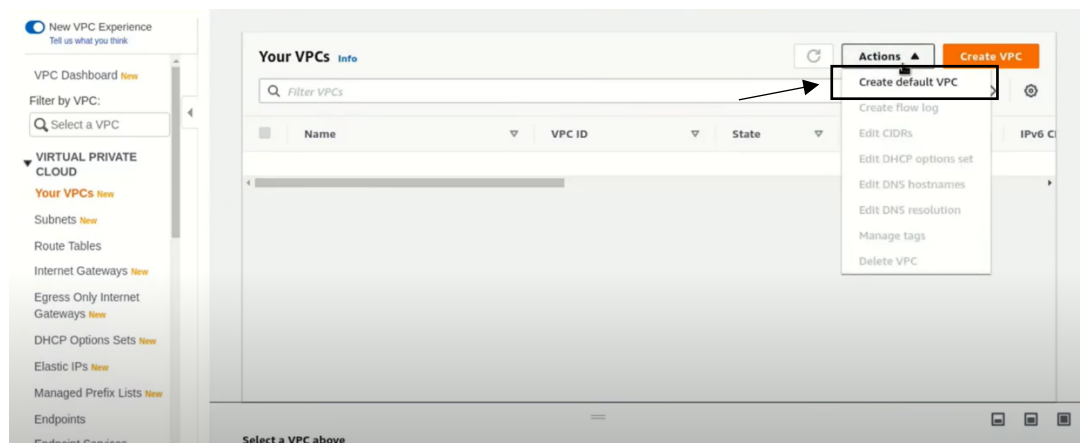 New VPC Experience
Tell us what you think
VPC Dashboard New
Filter by VPC:
Select a VPC
VIRTUAL PRIVATE
CLOUD
Your VPCs New
Subnets New
Route Tables
Internet Gateways New
Egress Only Internet
Gateways New
DHCP Options Sets New
Elastic IPs New
Managed Prefix Lists New
Endpoints
Endpoint Services
Your VPCs Info
Actions
Create VPC
Filter VPCs
Name
VPC ID
State
IPv6 CI
Create default VPC
Create flow log
Edit CIDRs
Edit DHCP options set
Edit DNS hostnames
Edit DNS resolution
Manage tags
Delete VPC
Select a VPC above